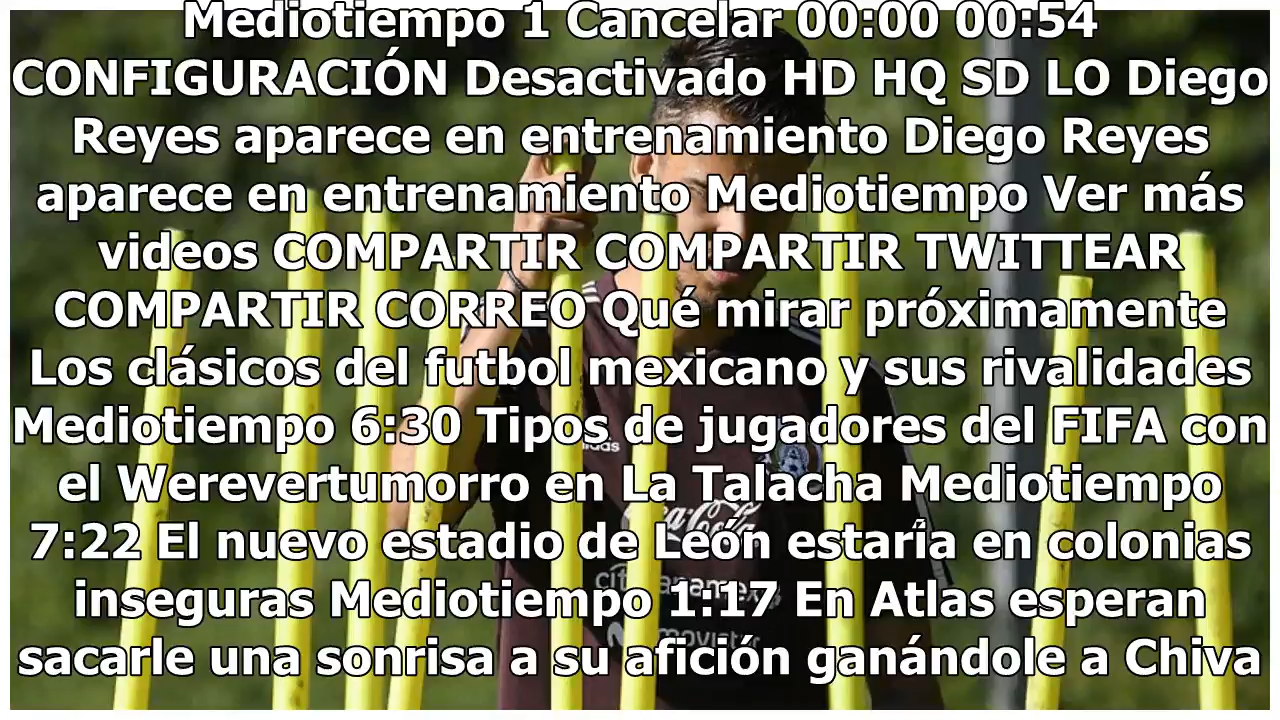 Mediotiempo 1 Cancelar 00:00 00:54
CONFIGURACIÓN Desactivado HD HQ SD LO Diego
Reyes aparece en entrenamiento Diego Reyes
aparece en entrenamiento Mediotiempo Ver más
videos COMPARTIR COMPARTIR TWITTEAR
COMPARTIR CORREO Qué mirar próximamente
Los clásicos del futbol mexicano y sus rivalidades
Mediotiempo 6:30 Tipos de jugadores del FIFA con
el Werevertumorro en La Talacha Mediotiempo
7:22 El nuevo estadio de León estaría en colonias
inseguras Mediotiempo 1:17 En Atlas esperan
sacarle una sonrisa a su afición ganándole a Chiva